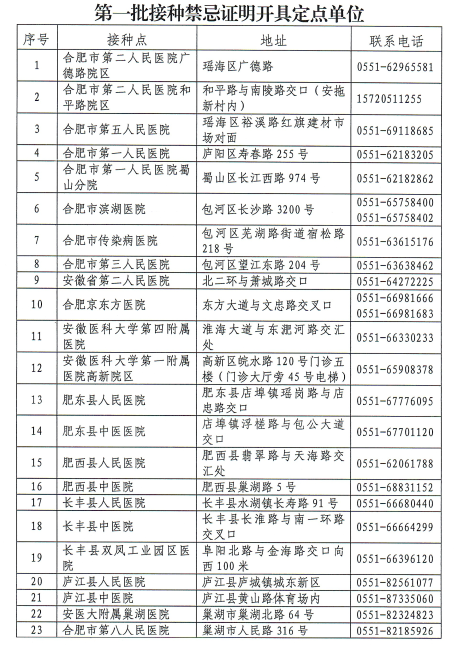 第一批接种禁忌证明开具定点单位
序号 接种点 地址 联系电话
1 合肥市第二人民医院广德路院区 瑶海区广德路 0551-62965581
2 合肥市第二人民医院和平路院区 和平路与南陵路交口（安拖新村内） 15720511255
3 合肥市第五人民医院 瑶海区裕溪路红旗建材市场对面 0551-69118685
4 合肥市第一人民医院 庐阳区寿春路 255 号 0551-62183205
5 合肥市第一人民医院蜀山分院 蜀山区长江西路 974 号 0551-62182862
6 合肥市滨湖医院 包河区长沙路 3200 号 0551-65758400 0551-65758402
7 合肥市传染病医院 包河区芜湖路街道宿松路 218 号 0551-63615176
8 合肥市第三人民医院 包河区望江东路 204 号 0551-63638462
9 安徽省第二人民医院 北二环与萧城路交口 0551-64272225
10 合肥京东方医院 东方大道与文忠路交叉口 0551-66981666 0551-66981683
11 安徽医科大学第四附属医院 淮海大道与东淝河路交汇处 0551-66330233
12 安徽医科大学第一附属医院高新院区 高新区皖水路 120 号门诊五楼（门诊大厅旁 45 号电梯） 0551-65908378
13 肥东县人民医院 肥东县店埠镇瑶岗路与店忠路交口 0551-67776095
14 肥东县中医医院 店埠镇浮槎路与包公大道交口 0551-67701120
15 肥西县人民医院 肥西县翡翠路与天海路交汇处 0551-62061788
16 肥西县中医院 肥西县巢湖路 5 号 0551-68831152
17 长丰县人民医院 长丰县水湖镇长寿路 91 号 0551-66680440
18 长丰县中医院 长丰县长淮路与南一环路交叉口 0551-66664299
19 长丰县双凤工业园区医院 阜阳北路与金海路交口向西 100 米 0551-66396120
20 庐江县人民医院 庐江县庐城镇城东新区 0551-82561077
21 庐江县中医院 庐江县黄山路体育场内 0551-87335060
22 安医大附属巢湖医院 巢湖市巢湖北路 64 号 0551-82324823
23 合肥市第八人民医院 巢湖市人民路 316 号 0551-82185926